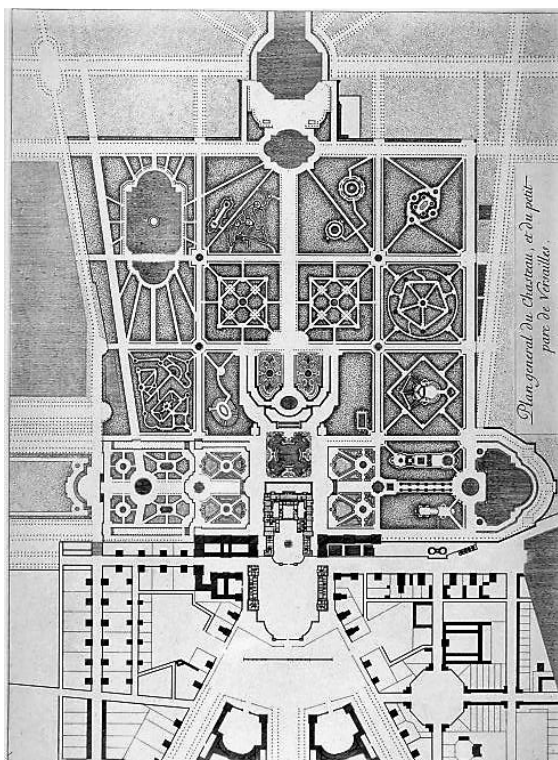 Plan general du chasteau, et du petit
parc de Versailles